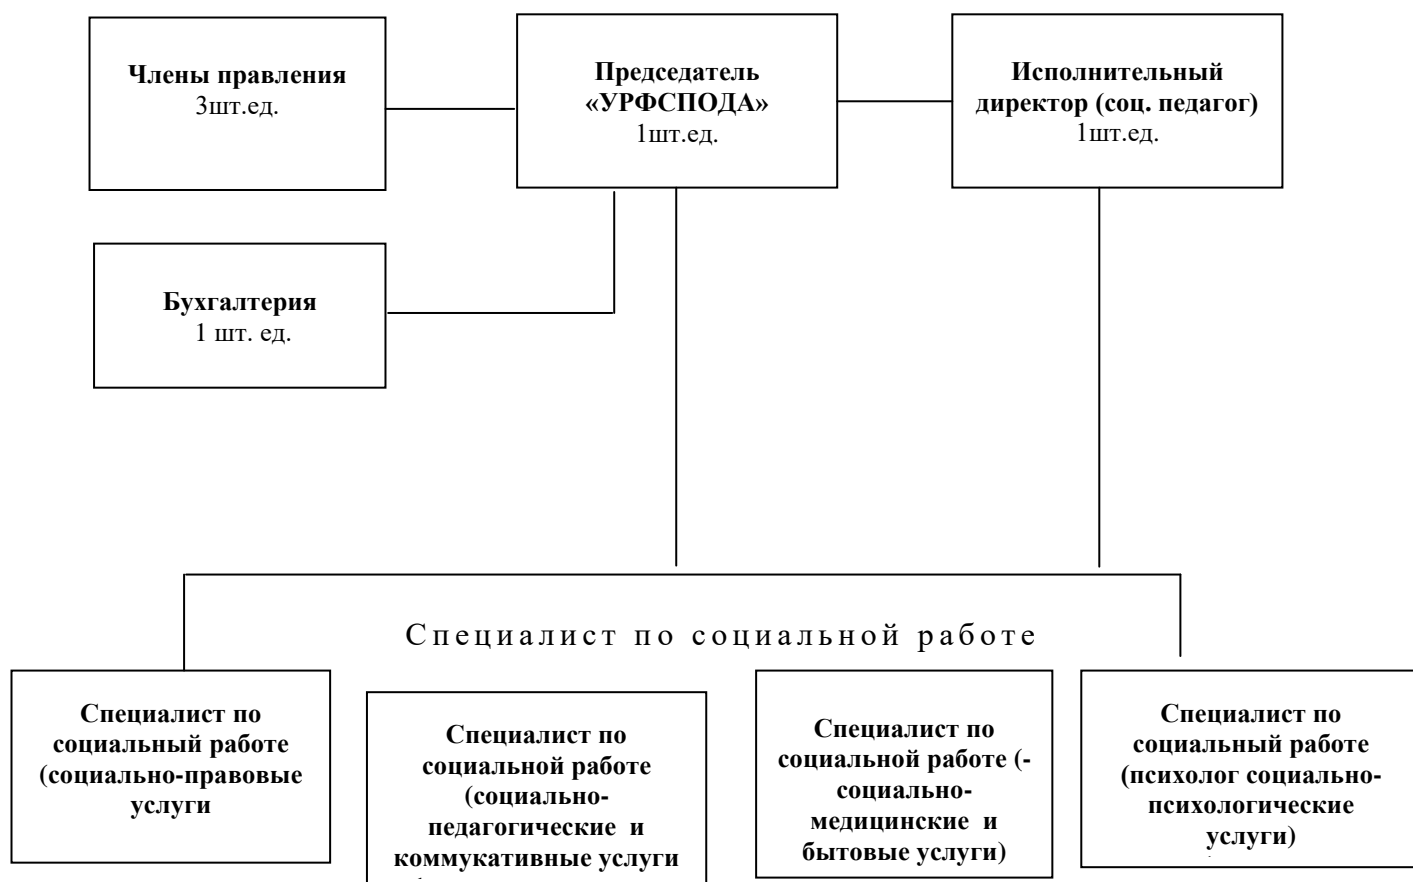 Члены правления
3шт.ед.
Председатель
«УРФСПОДА»
1шт.ед.
Исполнительный
директор (соц. педагог)
1шт.ед.
Бухгалтерия
1 шт. ед.
Специалист по социальной работе
Специалист по
социальный работе
(социально-правовые
услуги
Специалист по
социальной работе
(социально-
педагогические и
коммукативные услуги
Специалист по
социальной работе (-
социально-
медицинские и
бытовые услуги)
Специалист по
социальный работе
(психолог социально-
психологические
услуги)